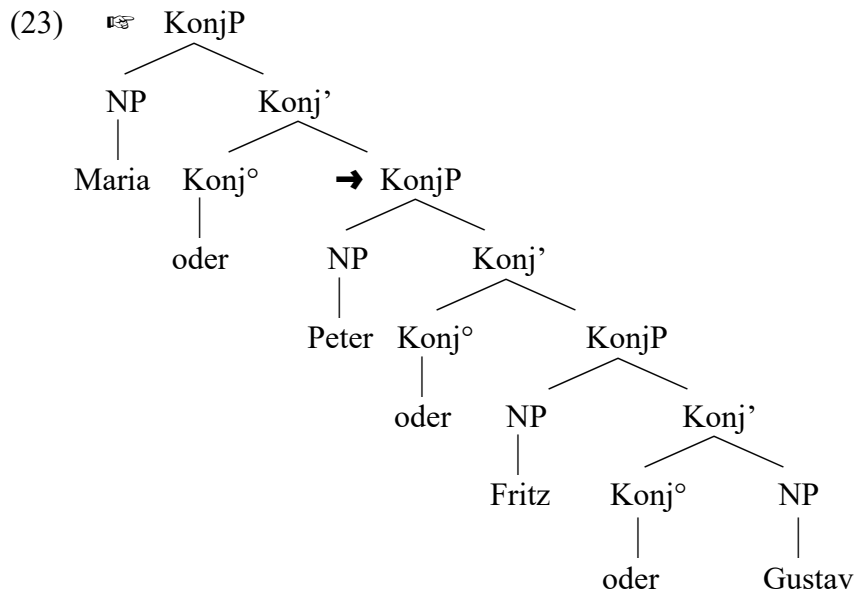 (23) ☞ KonjP
NP Konj’
Maria Konj° ➜ KonjP
oder NP Konj’
Peter Konj° KonjP
oder NP Konj’
Fritz Konj° NP
oder Gustav